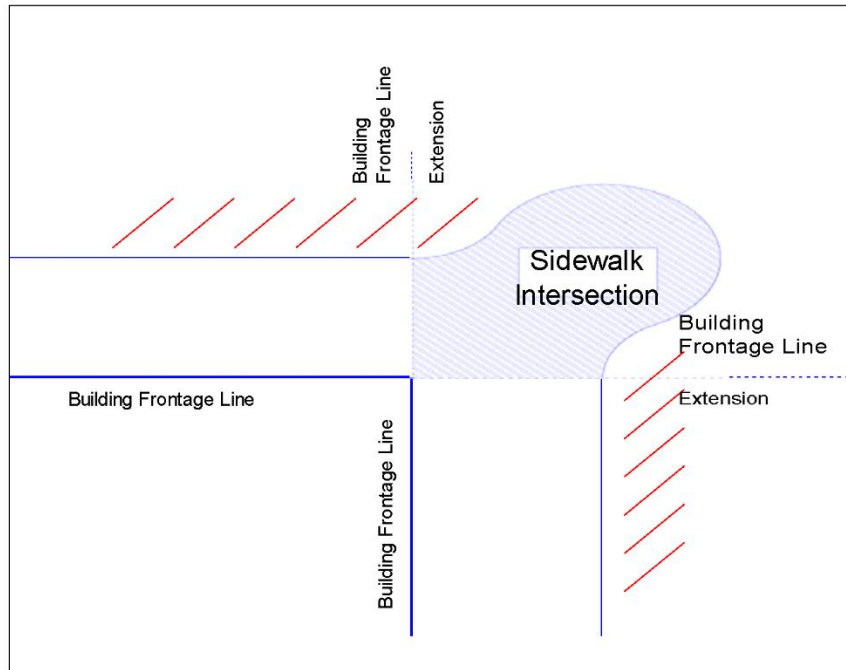 Building
Frontage Line
Extension
Sidewalk
Intersection
Building
Frontage Line
Extension
Building Frontage Line
Building Frontage Line